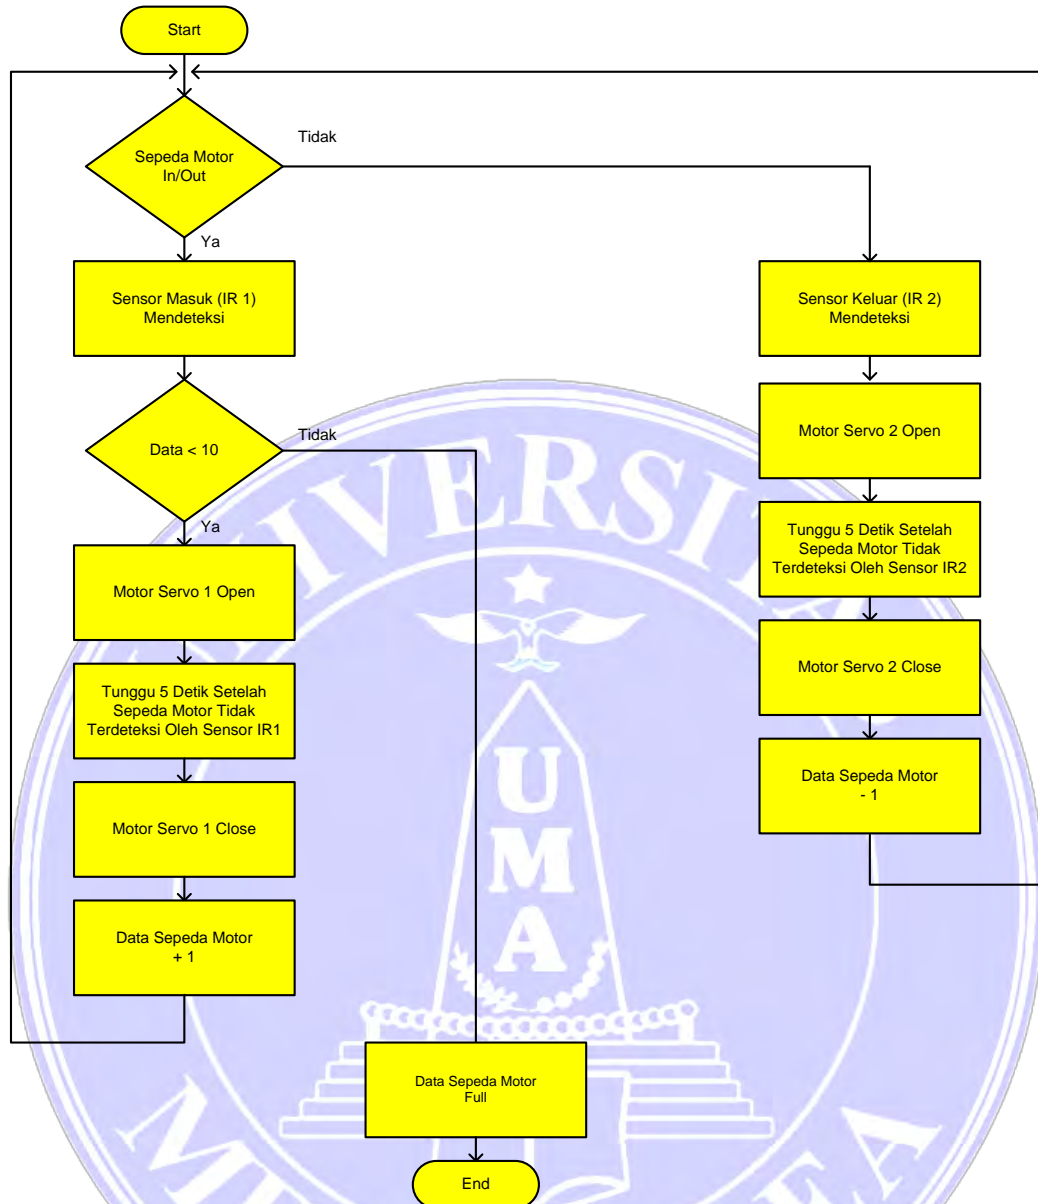 Start
Sepeda Motor
In/Out
Tidak
Ya
Sensor Masuk (IR 1)
Mendeteksi
Data < 10
Tidak
Ya
Motor Servo 1 Open
Tunggu 5 Detik Setelah
Sepeda Motor Tidak
Terdeteksi Oleh Sensor IR1
Motor Servo 1 Close
Data Sepeda Motor
+ 1
Sensor Keluar (IR 2)
Mendeteksi
Motor Servo 2 Open
Tunggu 5 Detik Setelah
Sepeda Motor Tidak
Terdeteksi Oleh Sensor IR2
Motor Servo 2 Close
Data Sepeda Motor
- 1
Data Sepeda Motor
Full
End
UMA